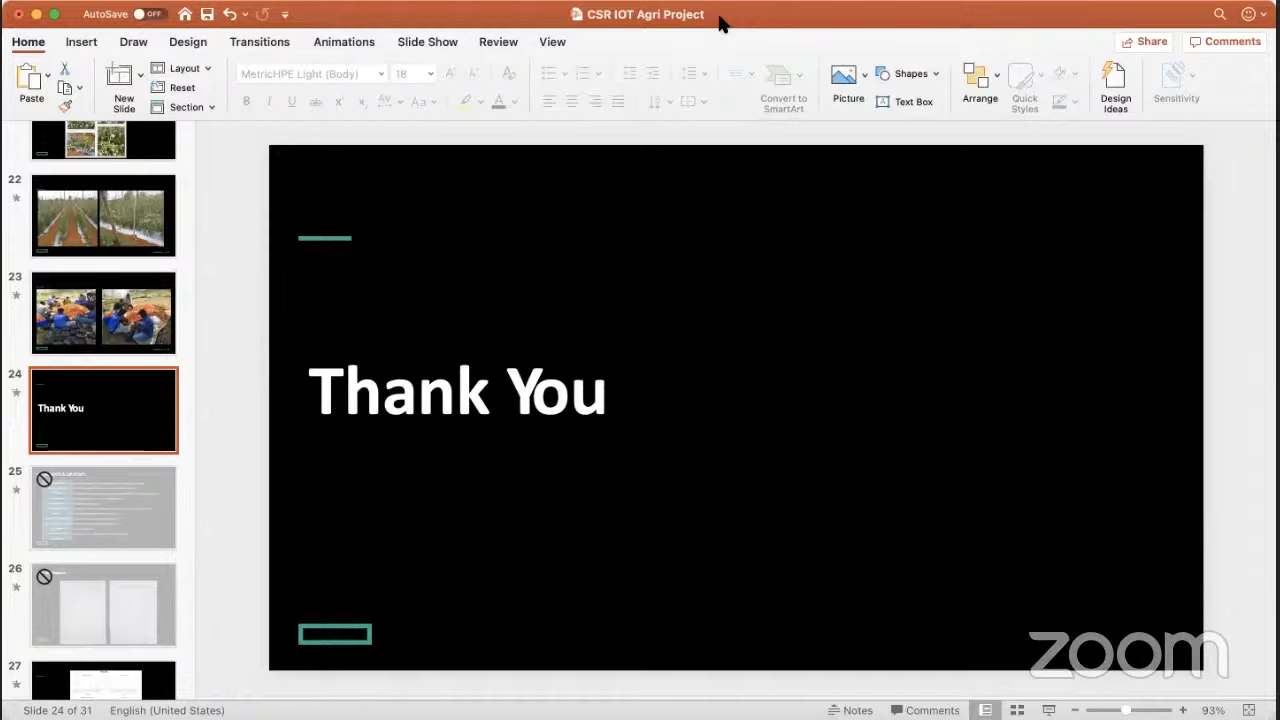 AutoSave OFF
CSR IOT Agri Project
Home Insert Draw Design Transitions Animations Slide Show Review View
Share Comments
Paste
New Slide
Layout
Reset
Section
MetricHPE Light (Body) 18
Convert to SmartArt
Picture
Shapes
Text Box
Arrange
Quick Styles
Design Ideas
Sensitivity
22
23
24
Thank You
25
26
27
Thank You
zoom
Slide 24 of 31 English (United States) Notes Comments 93%